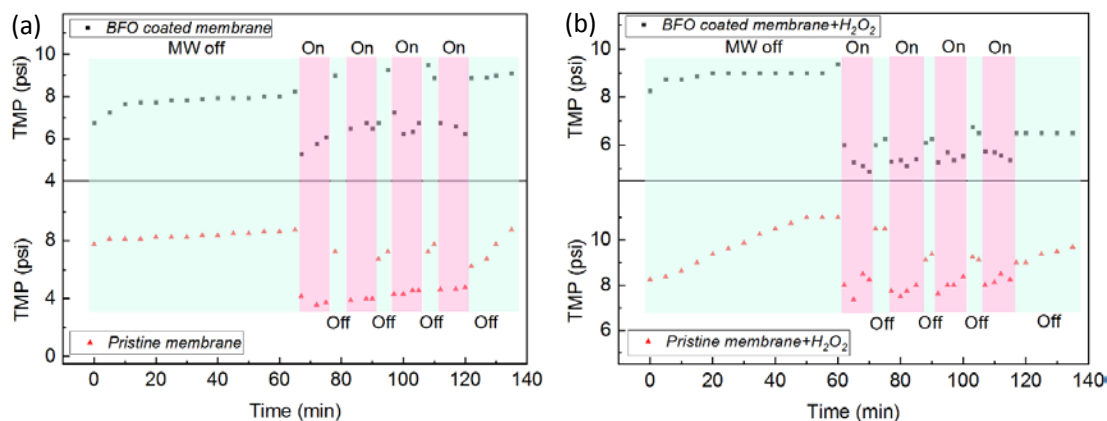 (a)
BFO coated membrane
MW off
On
On
On
On
TMP (psi)
10
8
6
4
TMP (psi)
8
4
0
Off
Off
Off
Off
Pristine membrane
0
20
40
60
80
100
120
140
Time (min)
(b)
BFO coated membrane+H₂O₂
MW off
On
On
On
On
TMP (psi)
10
8
6
TMP (psi)
10
8
6
Off
Off
Off
Off
Pristine membrane+H₂O₂
0
20
40
60
80
100
120
140
Time (min)